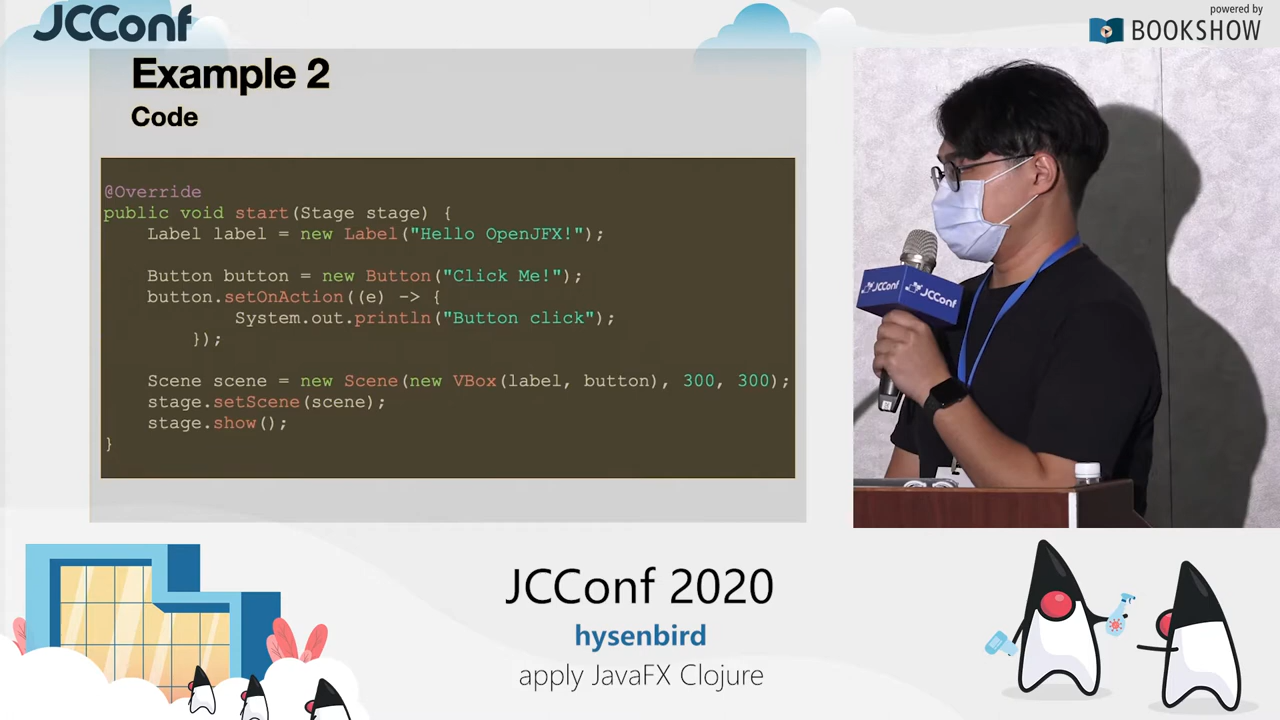 JCConf
powered by
BOOKSHOW
Example 2
Code
@Override
public void start(Stage stage) {
    Label label = new Label("Hello OpenJFX!");
    Button button = new Button("Click Me!");
    button.setOnAction((e) -> {
            System.out.println("Button click");
        });
    Scene scene = new Scene(new VBox(label, button), 300, 300);
    stage.setScene(scene);
    stage.show();
}
JCConf
JCConf
JCConf 2020
hysenbird
apply JavaFX Clojure